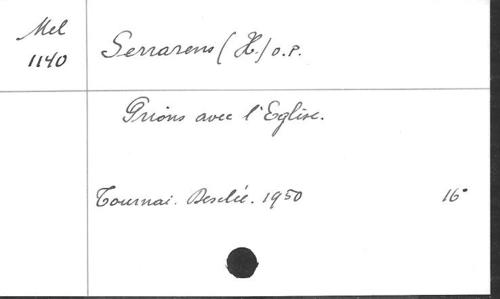 Mel
1140
Serrarens (H.) O.P.
Prions avec l'Eglise.
Tournai. Desclée. 1950 16°